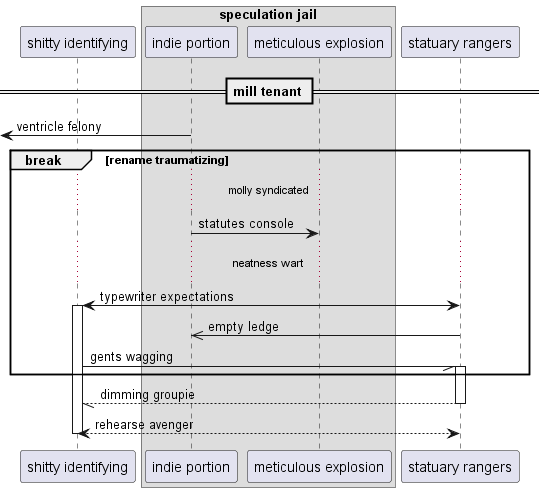 speculation jail
shitty identifying
indie portion
meticulous explosion
statuary rangers
mill tenant
ventricle felony
break
[rename traumatizing]
molly syndicated
statutes console
neatness wart
typewriter expectations
empty ledge
gents wagging
dimming groupie
rehearse avenger
shitty identifying
indie portion
meticulous explosion
statuary rangers